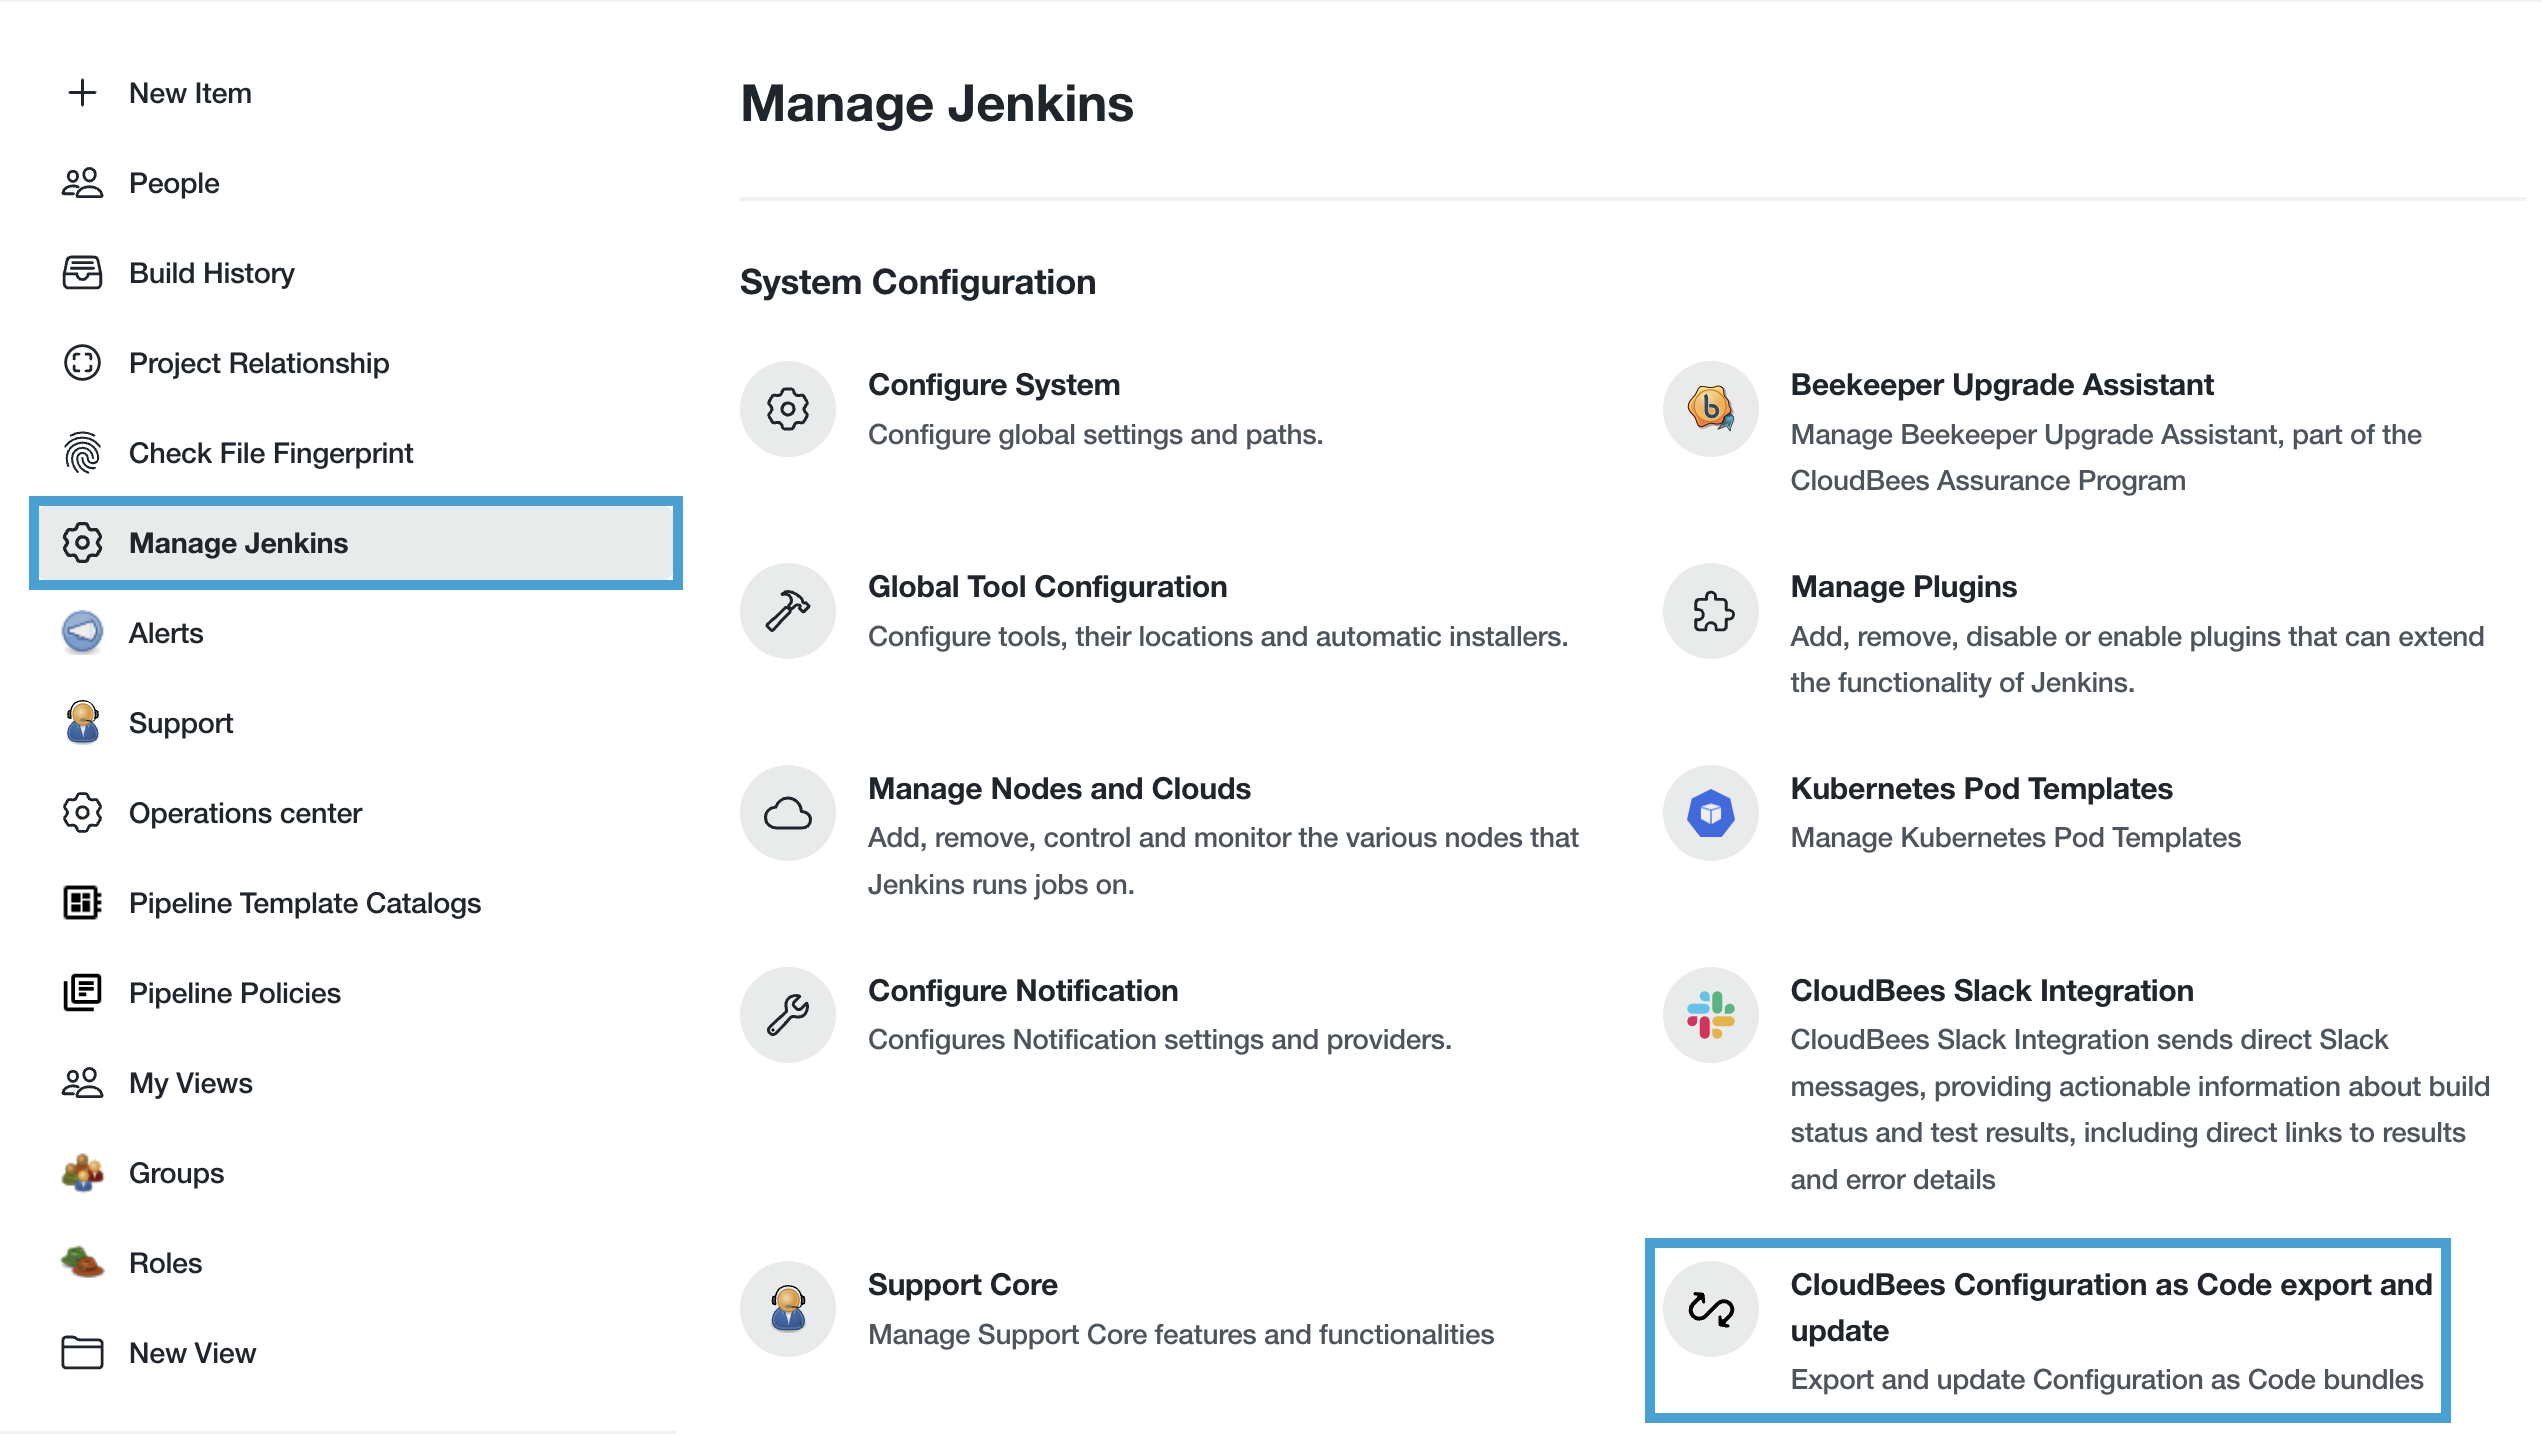 New Item
People
Build History
Project Relationship
Check File Fingerprint
Manage Jenkins
Alerts
Support
Operations center
Pipeline Template Catalogs
Pipeline Policies
My Views
Groups
Roles
New View
Manage Jenkins
System Configuration
Configure System
Configure global settings and paths.
b
Beekeeper Upgrade Assistant
Manage Beekeeper Upgrade Assistant, part of the
CloudBees Assurance Program
Global Tool Configuration
Configure tools, their locations and automatic installers.
Manage Plugins
Add, remove, disable or enable plugins that can extend
the functionality of Jenkins.
Manage Nodes and Clouds
Add, remove, control and monitor the various nodes that
Jenkins runs jobs on.
Kubernetes Pod Templates
Manage Kubernetes Pod Templates
Configure Notification
Configures Notification settings and providers.
CloudBees Slack Integration
CloudBees Slack Integration sends direct Slack
messages, providing actionable information about build
status and test results, including direct links to results
and error details
Support Core
Manage Support Core features and functionalities
CloudBees Configuration as Code export and
update
Export and update Configuration as Code bundles